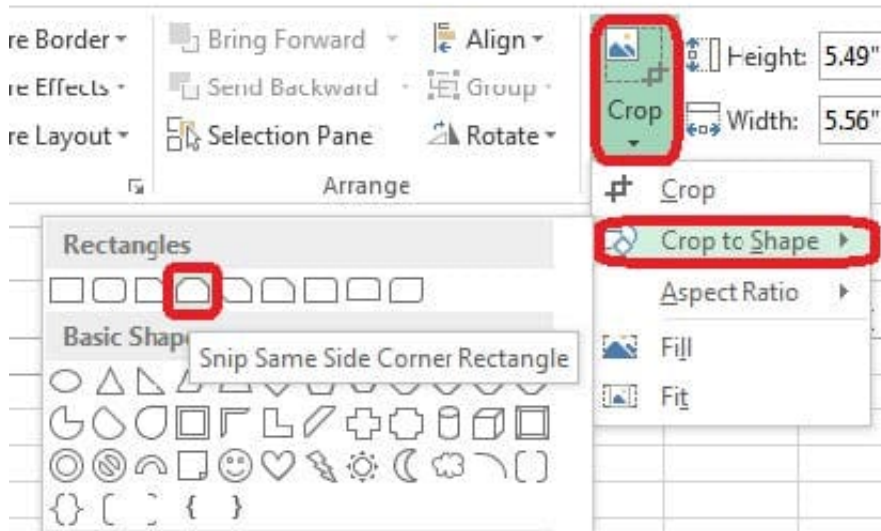 re Border
Bring Forward
Align
re Effects
Send Backward
Group
re Layout
Selection Pane
Rotate
Arrange
Crop
Height: 5.49"
Width: 5.56"
Crop
Crop to Shape
Aspect Ratio
Fill
Fit
Rectangles
Basic Shap
Snip Same Side Corner Rectangle